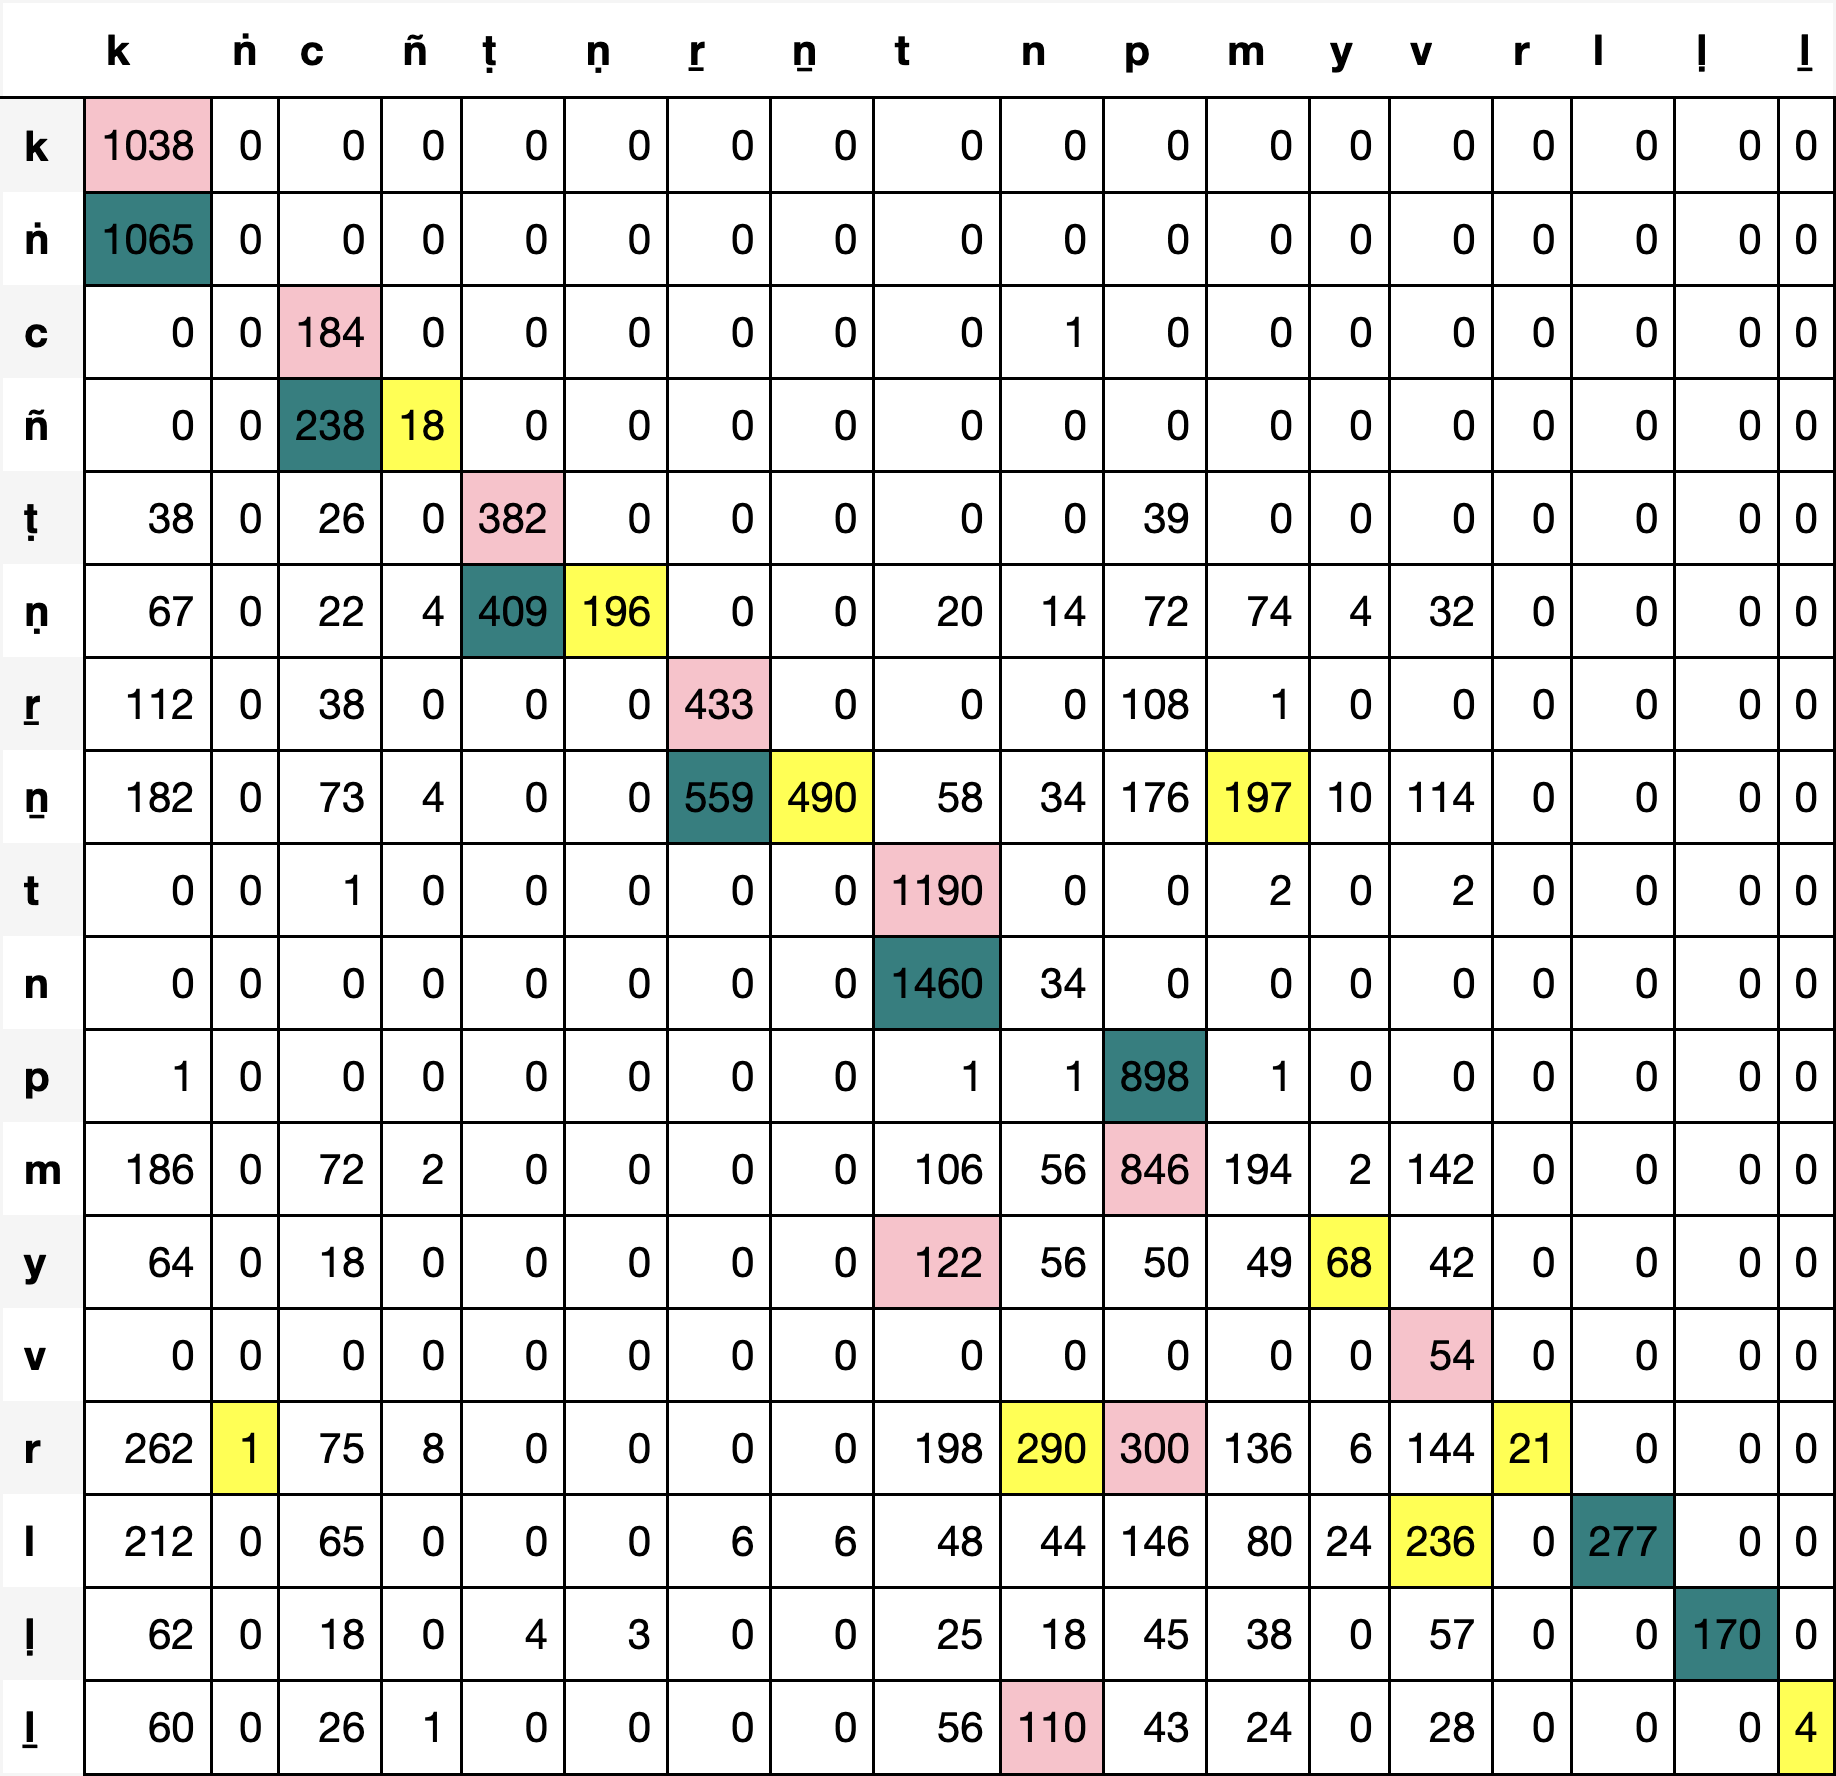 k ṅ c ñ ṭ ṇ ṟ ṉ t n p m y v r l ḷ ḻ
k 1038 0 0 0 0 0 0 0 0 0 0 0 0 0 0 0 0 0
ṅ 1065 0 0 0 0 0 0 0 0 0 0 0 0 0 0 0 0 0
c 0 0 184 0 0 0 0 0 0 1 0 0 0 0 0 0 0 0
ñ 0 0 238 18 0 0 0 0 0 0 0 0 0 0 0 0 0 0
ṭ 38 0 26 0 382 0 0 0 0 0 39 0 0 0 0 0 0 0
ṇ 67 0 22 4 409 196 0 0 20 14 72 74 4 32 0 0 0 0
ṟ 112 0 38 0 0 0 433 0 0 0 108 1 0 0 0 0 0 0
ṉ 182 0 73 4 0 0 559 490 58 34 176 197 10 114 0 0 0 0
t 0 0 1 0 0 0 0 0 1190 0 0 2 0 2 0 0 0 0
n 0 0 0 0 0 0 0 0 1460 34 0 0 0 0 0 0 0 0
p 1 0 0 0 0 0 0 0 1 1 898 1 0 0 0 0 0 0
m 186 0 72 2 0 0 0 0 106 56 846 194 2 142 0 0 0 0
y 64 0 18 0 0 0 0 0 122 56 50 49 68 42 0 0 0 0
v 0 0 0 0 0 0 0 0 0 0 0 0 0 54 0 0 0 0
r 262 1 75 8 0 0 0 0 198 290 300 136 6 144 21 0 0 0
l 212 0 65 0 0 0 6 6 48 44 146 80 24 236 0 277 0 0
ḷ 62 0 18 0 4 3 0 0 25 18 45 38 0 57 0 0 170 0
ḻ 60 0 26 1 0 0 0 0 56 110 43 24 0 28 0 0 0 4